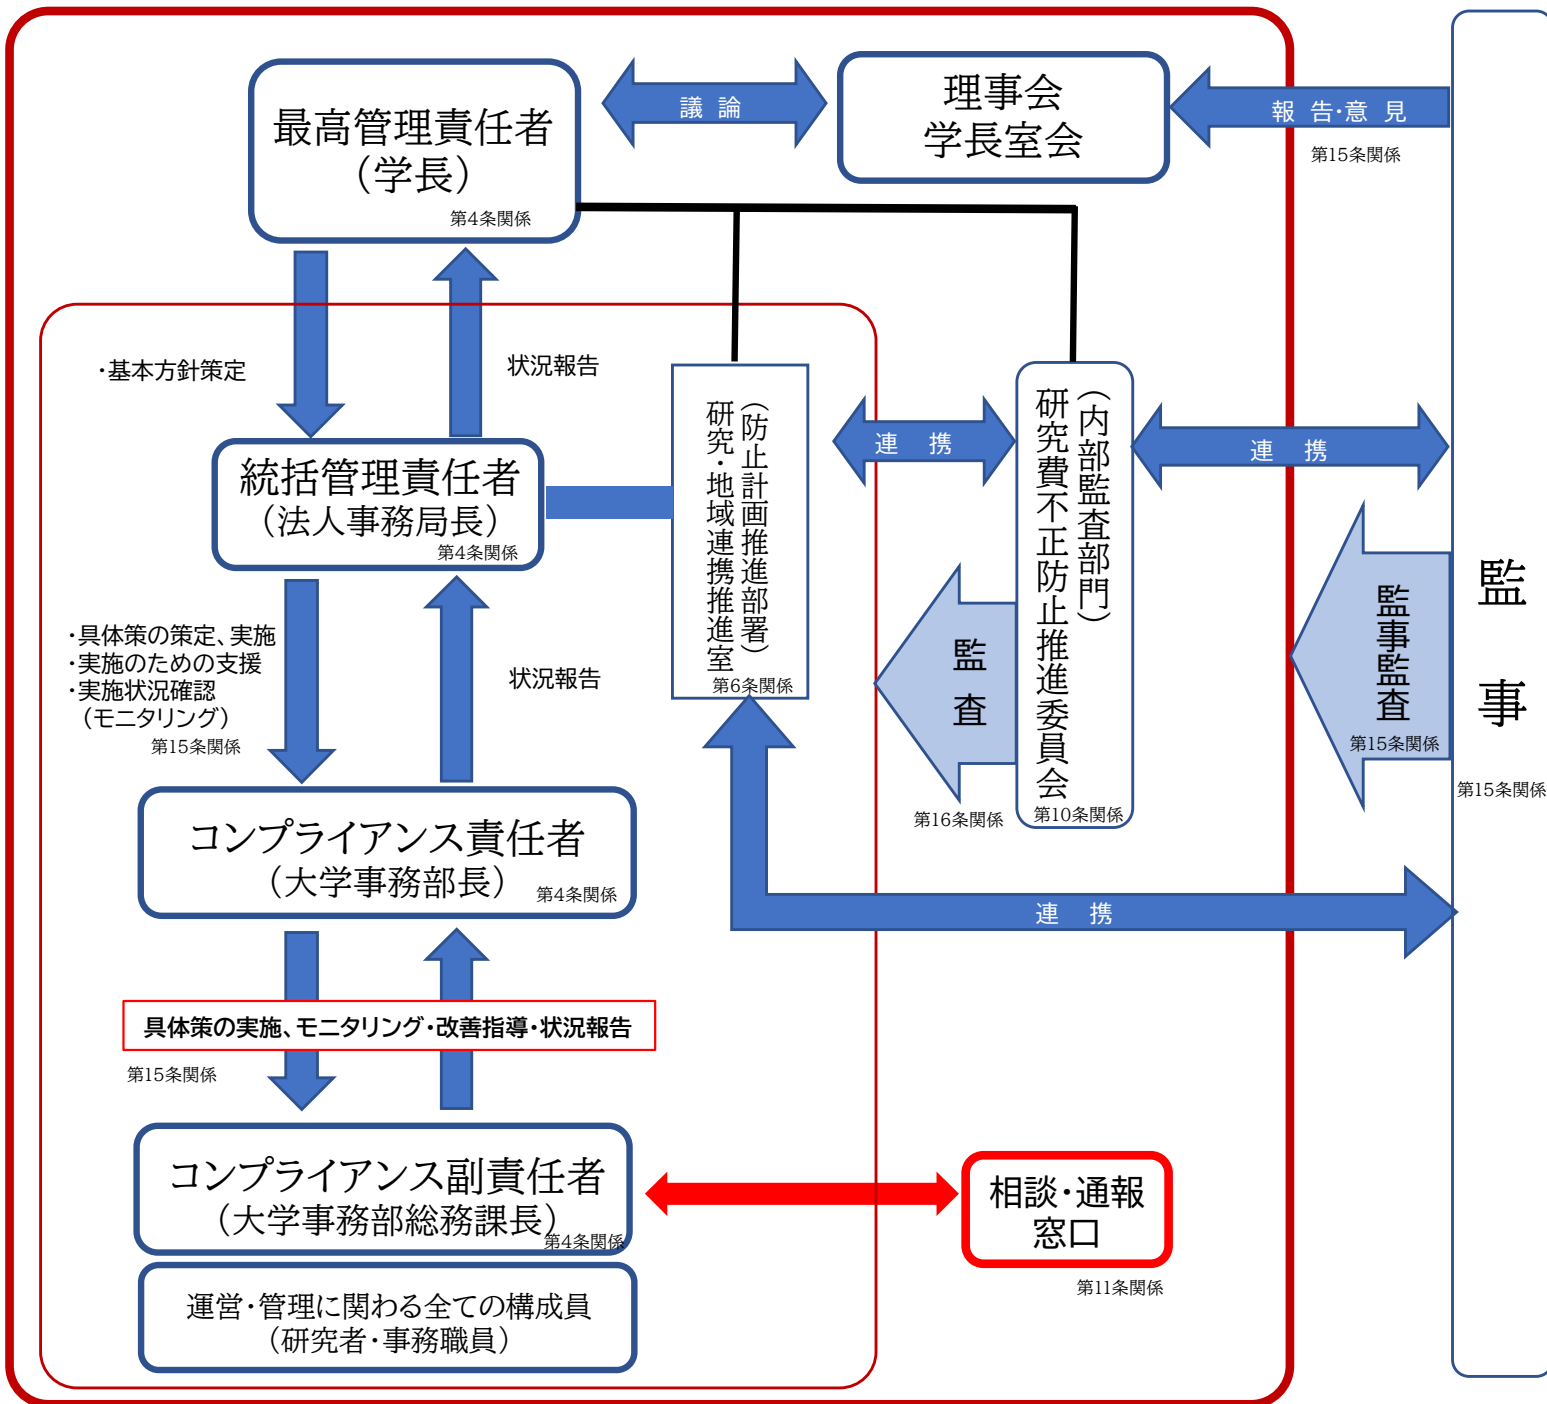 最高管理責任者
（学長）
第4条関係
議 論
理事会
学長室会
報 告・意 見
第15条関係
・基本方針策定
状況報告
統括管理責任者
（法人事務局長）
第4条関係
（防止計画推進部署）
研究・地域連携推進室
第6条関係
連 携
（内部監査部門）
研究費不正防止推進委員会
第10条関係
連 携
監査
第16条関係
監事監査
第15条関係
監 事
第15条関係
・具体策の策定、実施
・実施のための支援
・実施状況確認
（モニタリング）
第15条関係
状況報告
コンプライアンス責任者
（大学事務部長）
第4条関係
連 携
具体策の実施、モニタリング・改善指導・状況報告
第15条関係
コンプライアンス副責任者
（大学事務部総務課長）
第4条関係
相談・通報
窓口
第11条関係
運営・管理に関わる全ての構成員
（研究者・事務職員）